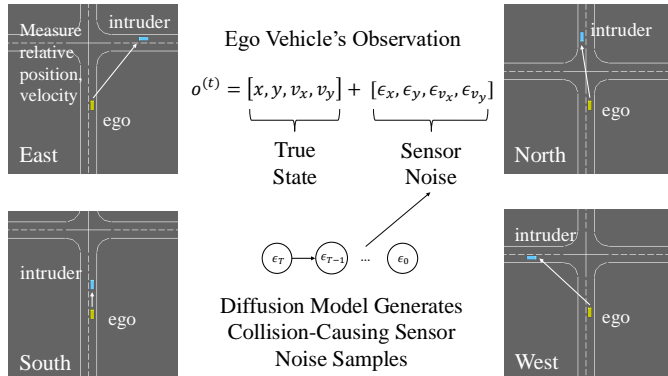 Measure
relative
position,
velocity
intruder
ego
East
Ego Vehicle's Observation
o^{(t)} = [x, y, v_x, v_y] + [ϵ_x, ϵ_y, ϵ_{v_x}, ϵ_{v_y}]
True
State
Sensor
Noise
intruder
ego
North
intruder
ego
South
ϵ_T ϵ_{T−1} ... ϵ_0
Diffusion Model Generates
Collision-Causing Sensor
Noise Samples
intruder
ego
West